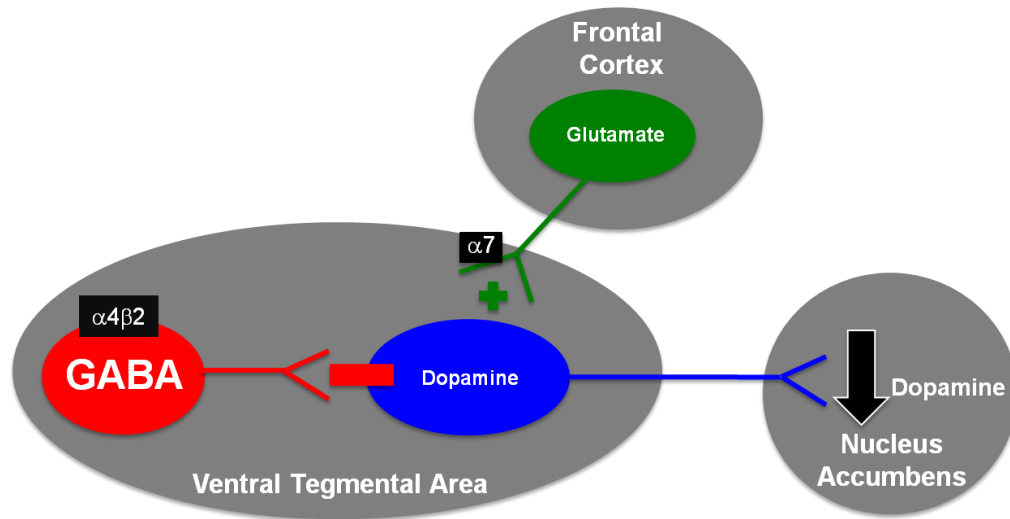 Frontal
Cortex
Glutamate
α7
α4β2
GABA
Dopamine
Dopamine
Nucleus
Accumbens
Ventral Tegmental Area